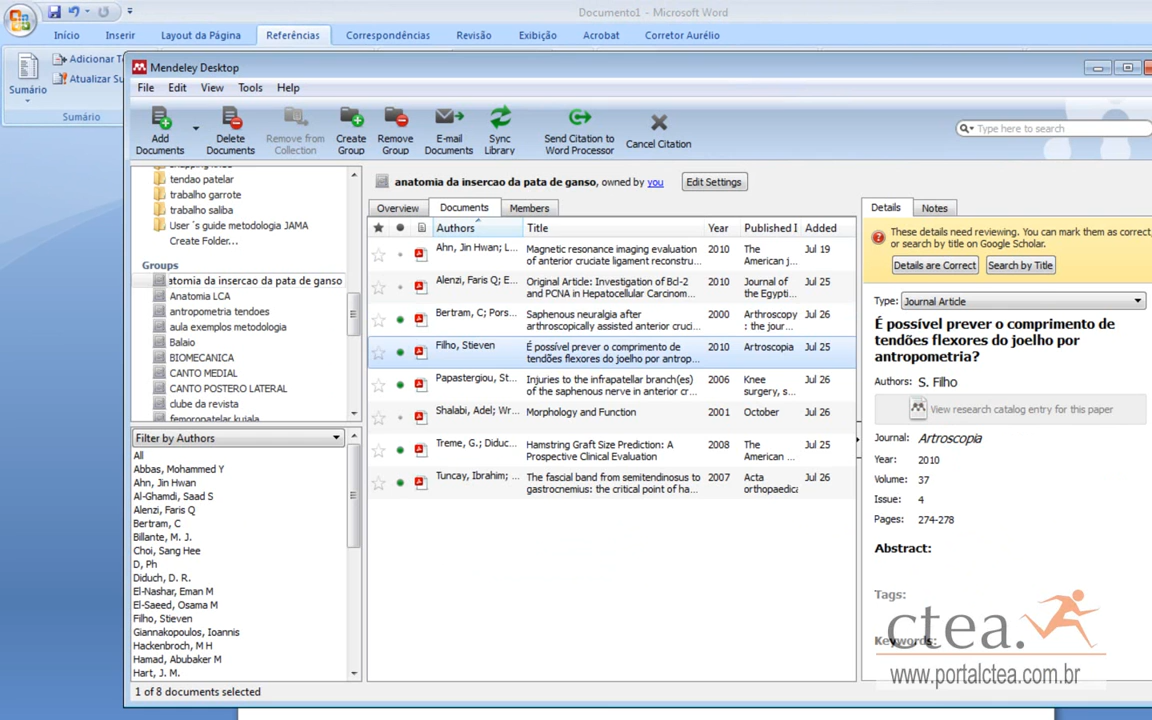 Documento1 - Microsoft Word
Início Inserir Layout da Página Referências Correspondências Revisão Exibição Acrobat Corretor Aurélio
Sumário
Adicionar T
Atualizar Su
Sumário
Mendeley Desktop
File Edit View Tools Help
Add Documents
Delete Documents
Remove from Collection
Create Group
Remove Group
E-mail Documents
Sync Library
Send Citation to Word Processor
Cancel Citation
Type here to search
tendao patelar
trabalho garrote
trabalho saliba
User´s guide metodologia JAMA
Create Folder...
Groups
atomia da insercao da pata de ganso
Anatomia LCA
antropometria tendoes
aula exemplos metodologia
Balaio
BIOMECANICA
CANTO MEDIAL
CANTO POSTERO LATERAL
clube da revista
Filter by Authors
All
Abbas, Mohammed Y
Ahn, Jin Hwan
Al-Ghamdi, Saad S
Alenzi, Faris Q
Bertram, C
Billante, M. J.
Choi, Sang Hee
D, Ph
Diduch, D. R.
El-Nashar, Eman M
El-Saeed, Osama M
Filho, Stieven
Giannakopoulos, Ioannis
Hackenbroch, M H
Hamad, Abubaker M
Hart, J. M.
1 of 8 documents selected
anatomia da insercao da pata de ganso, owned by you
Edit Settings
Overview Documents Members
Authors Title Year Published I Added
Ahn, Jin Hwan; L... Magnetic resonance imaging evaluation 2010 The Jul 19
of anterior cruciate ligament reconstru... American j...
Alenzi, Faris Q; E... Original Article: Investigation of Bcl-2 2010 Journal of Jul 25
and PCNA in Hepatocellular Carcinom... the Egypti...
Bertram, C; Pors... Saphenous neuralgia after 2000 Arthroscopy Jul 26
arthroscopically assisted anterior cruci... : the jour...
Filho, Stieven É possível prever o comprimento de 2010 Artroscopia Jul 25
tendões flexores do joelho por antrop...
Papastergiou, St... Injuries to the infrapatellar branch(es) 2006 Knee Jul 26
of the saphenous nerve in anterior cr... surgery, s...
Shalabi, Adel; Wr... Morphology and Function 2001 October Jul 26
Treme, G.; Diduc... Hamstring Graft Size Prediction: A 2008 The Jul 25
Prospective Clinical Evaluation American ...
Tuncay, Ibrahim; ... The fascial band from semitendinosus to 2007 Acta Jul 26
gastrocnemius: the critical point of ha... orthopaedica
Details Notes
These details need reviewing. You can mark them as correct,
or search by title on Google Scholar.
Details are Correct Search by Title
Type: Journal Article
É possível prever o comprimento de
tendões flexores do joelho por
antropometria?
Authors: S. Filho
View research catalog entry for this paper
Journal: Artroscopia
Year: 2010
Volume: 37
Issue: 4
Pages: 274-278
Abstract:
Tags:
Keywords:
ctea.
www.portalctea.com.br